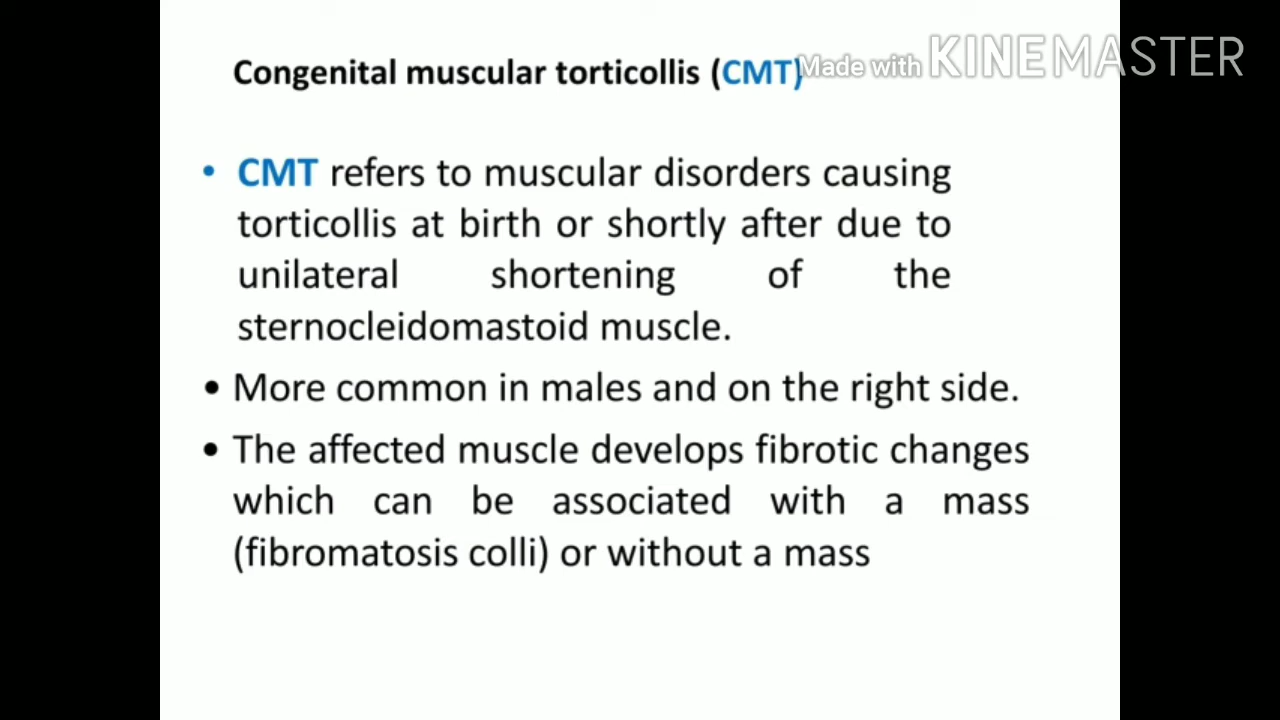 Congenital muscular torticollis (CMT)
Made with KINEMASTER
• CMT refers to muscular disorders causing
torticollis at birth or shortly after due to
unilateral shortening of the
sternocleidomastoid muscle.
• More common in males and on the right side.
• The affected muscle develops fibrotic changes
which can be associated with a mass
(fibromatosis colli) or without a mass